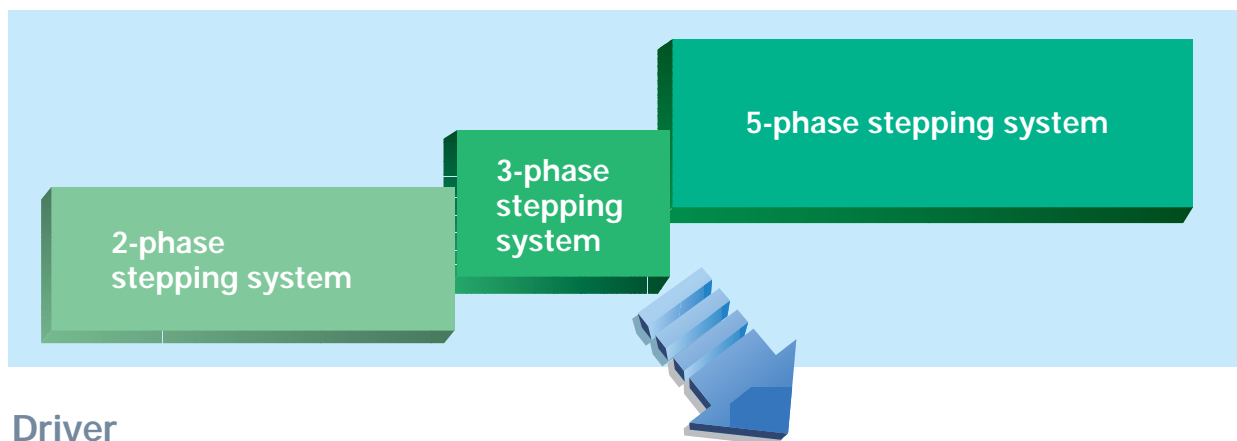 5-phase stepping system
3-phase
stepping
system
2-phase
stepping system
Driver